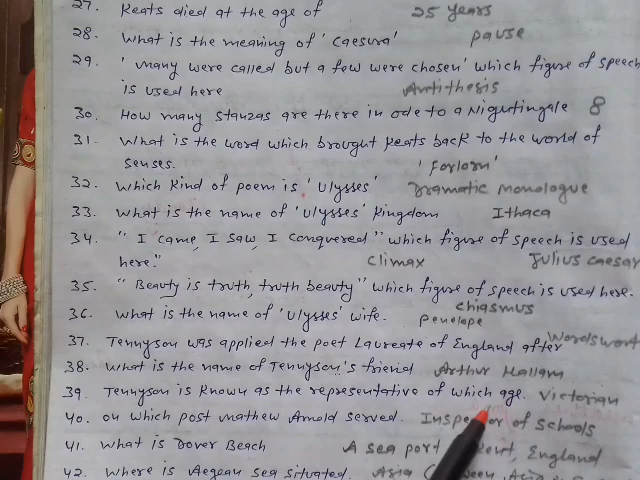 27. Keats died at the age of 25 years
28. What is the meaning of 'Caesura' pause
29. 'many were called but a few were chosen' which figure of speech
is used here Antithesis
30. How many stanzas are there in ode to a Nigutingale 8
31. What is the word which brought Keats back to the world of
senses. 'Forlorn'
32. Which kind of poem is 'Ulysses' Dramatic monologue
33. What is the name of 'Ulysses' Kingdom Ithaca
34. "I came, I saw, I conquered" which figure of speech is used
here." Climax Julius caesar
35. "Beauty is truth, truth beauty" which figure of speech is used here.
chiasmus
36. What is the name of 'Ulysses' wife. Penelope
37. Tennyson was applied the poet Laureate of England after Wordswort
38. What is the name of Tennyson's friend Arthur Hallam
39. Tennyson is known as the representative of which age. Victorian
40. on which post mathew Arnold served. of Schools
41. What is Dover Beach A sea port England
42. Where is Aegean sea situated. Asia